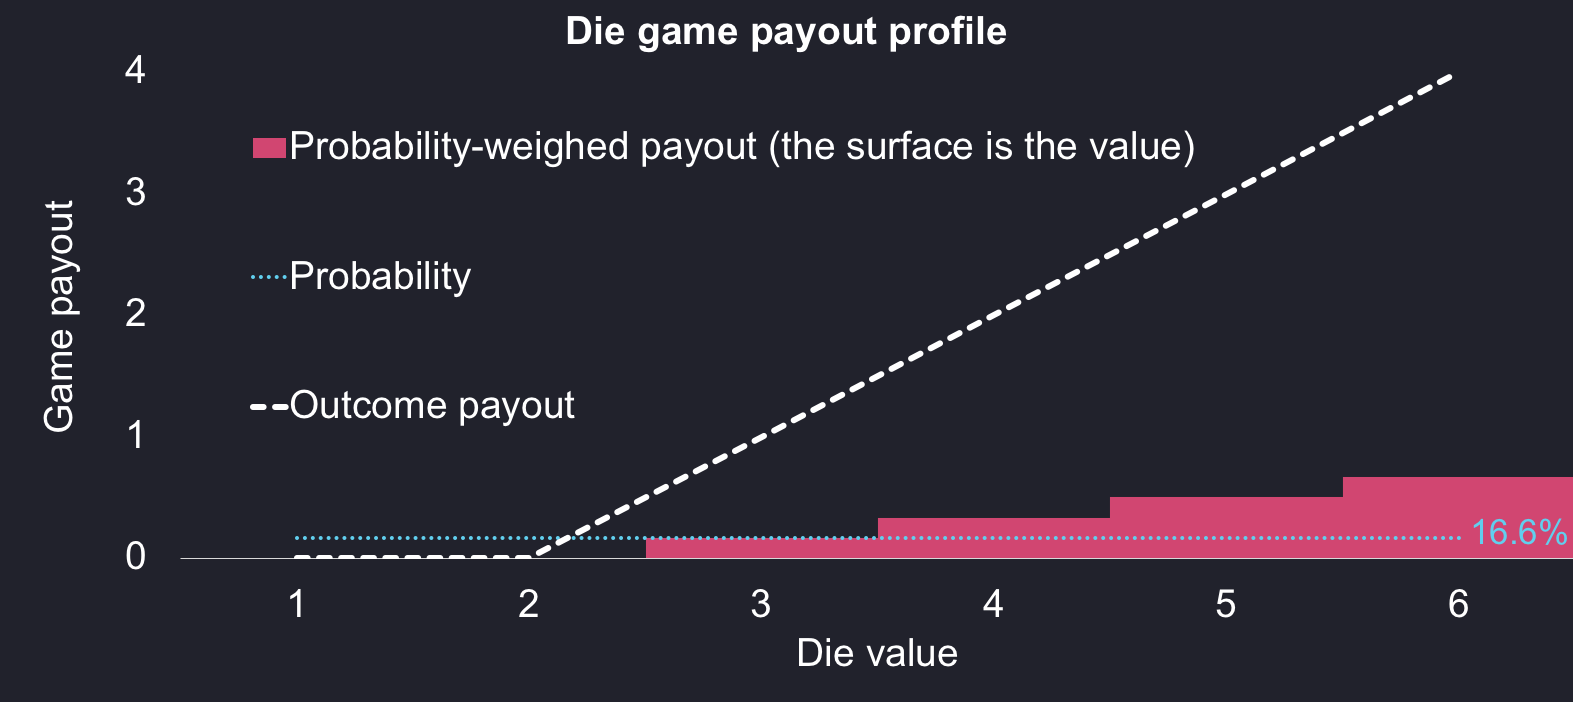 Die game payout profile
4
Probability-weighed payout (the surface is the value)
3
Game payout
Probability
2
Outcome payout
1
0
16.6%
1 2 3 4 5 6
Die value